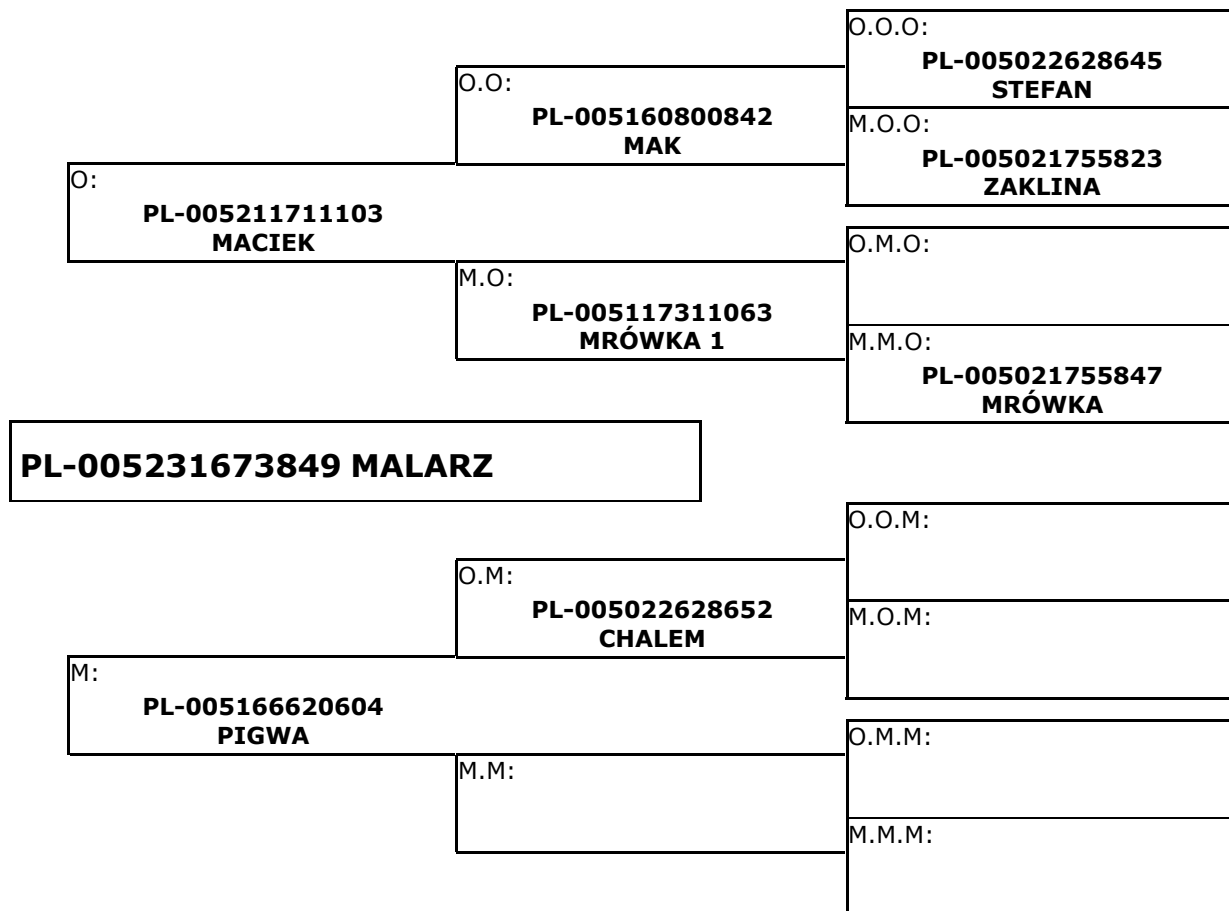 O.O.O:
PL-005022628645
STEFAN
O.O:
PL-005160800842
MAK
M.O.O:
PL-005021755823
ZAKLINA
O:
PL-005211711103
MACIEK
O.M.O:
M.O:
PL-005117311063
MRÓWKA 1
M.M.O:
PL-005021755847
MRÓWKA
PL-005231673849 MALARZ
O.O.M:
O.M:
PL-005022628652
CHALEM
M.O.M:
M:
PL-005166620604
PIGWA
O.M.M:
M.M:
M.M.M: